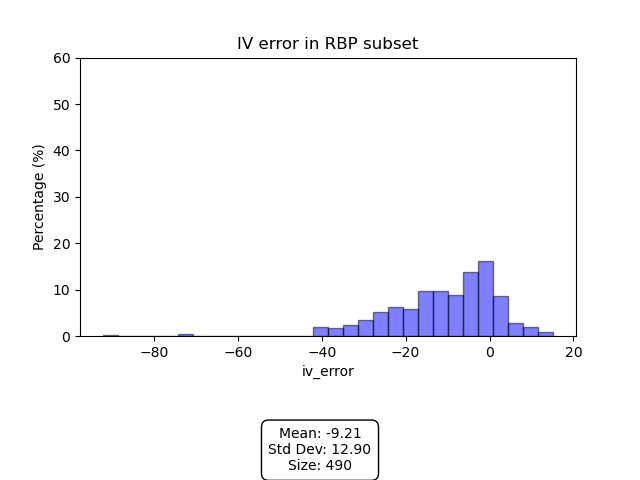 IV error in RBP subset
60
50
40
30
20
10
0
Percentage (%)
−80
−60
−40
−20
0
20
iv_error
Mean: -9.21
Std Dev: 12.90
Size: 490